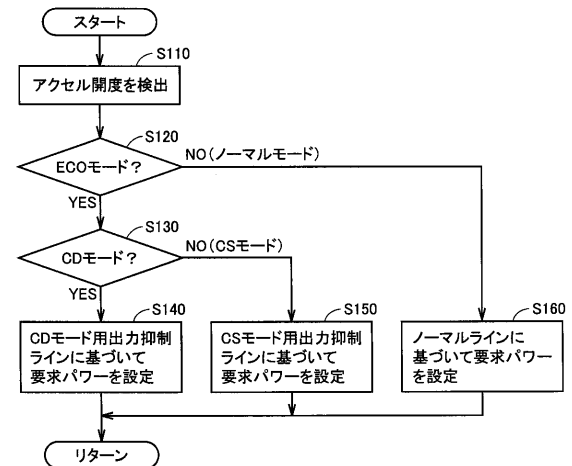 スタート
S110
アクセル開度を検出
S120
ECOモード?
NO(ノーマルモード)
YES
S130
CDモード?
NO(CSモード)
YES
S140
CDモード用出力抑制
ラインに基づいて
要求パワーを設定
S150
CSモード用出力抑制
ラインに基づいて
要求パワーを設定
S160
ノーマルラインに
基づいて要求パワー
を設定
リターン